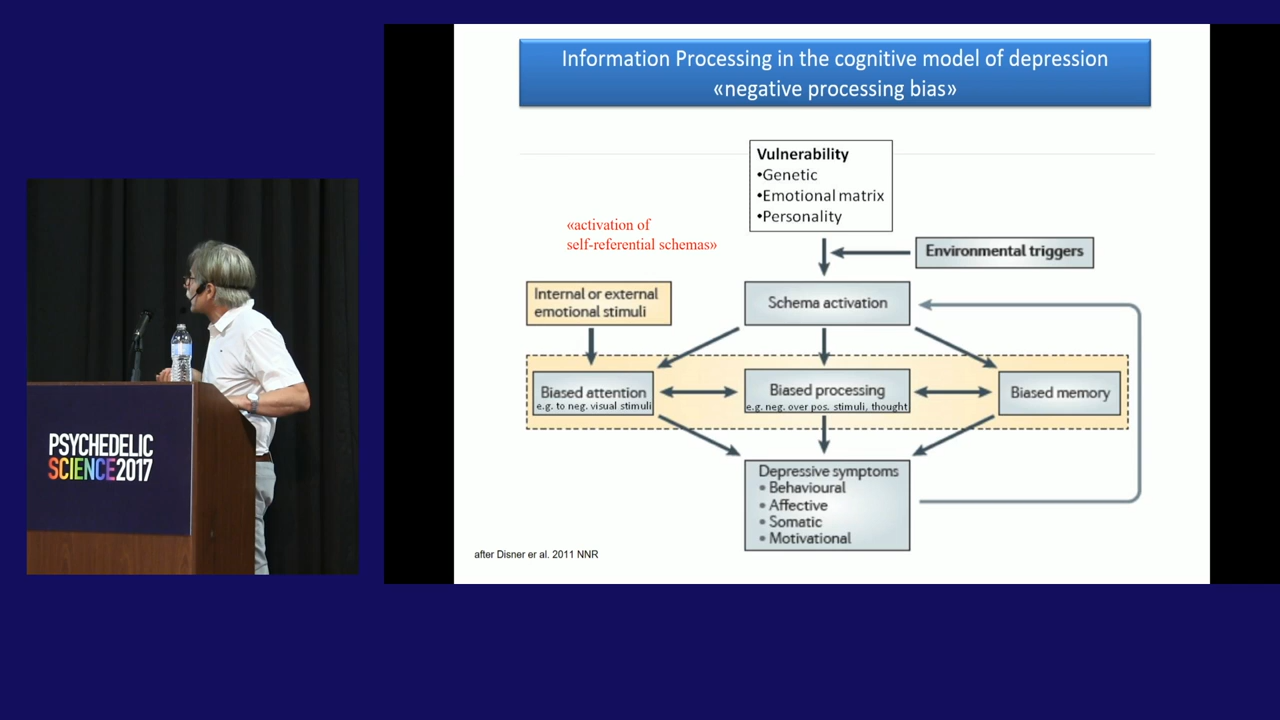 Information Processing in the cognitive model of depression
«negative processing bias»
Vulnerability
•Genetic
•Emotional matrix
•Personality
«activation of
self-referential schemas»
Environmental triggers
Internal or external
emotional stimuli
Schema activation
Biased attention
e.g. to neg. visual stimuli
Biased processing
e.g. neg. over pos. stimuli, thought
Biased memory
Depressive symptoms
• Behavioural
• Affective
• Somatic
• Motivational
after Disner er al. 2011 NNR
PSYCHEDELIC
SCIENCE2017